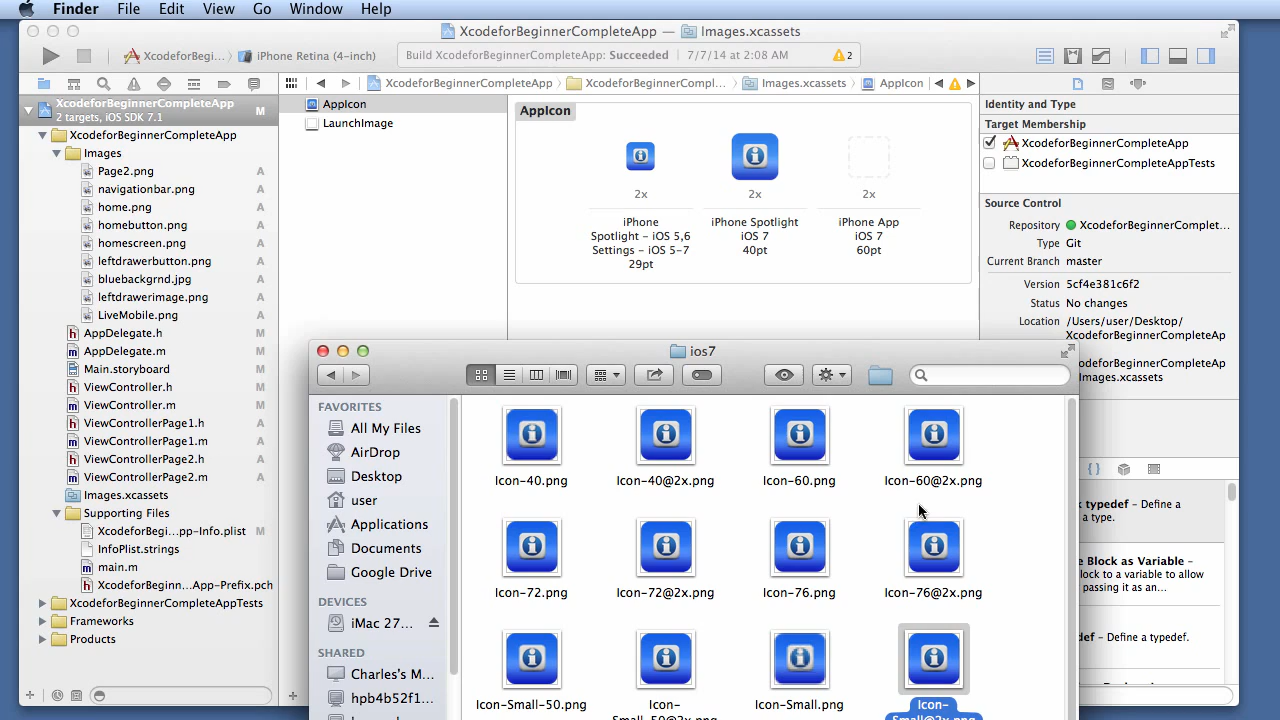 Finder File Edit View Go Window Help
XcodeforBeginnerCompleteApp — Images.xcassets
XcodeforBegi... iPhone Retina (4-inch)
Build XcodeforBeginnerCompleteApp: Succeeded 7/7/14 at 2:08 AM 2
XcodeforBeginnerCompleteApp XcodeforBeginnerCompl... Images.xcassets AppIcon
XcodeforBeginnerCompleteApp M
2 targets, iOS SDK 7.1
XcodeforBeginnerCompleteApp
Images
Page2.png A
navigationbar.png A
home.png A
homebutton.png A
homescreen.png A
leftdrawerbutton.png A
bluebackgrnd.jpg A
leftdrawerimage.png A
LiveMobile.png A
AppDelegate.h M
AppDelegate.m M
Main.storyboard M
ViewController.h M
ViewController.m M
ViewControllerPage1.h A
ViewControllerPage1.m A
ViewControllerPage2.h A
ViewControllerPage2.m A
Images.xcassets
Supporting Files
XcodeforBegi...pp-Info.plist M
InfoPlist.strings
main.m
XcodeforBeginn...App-Prefix.pch
XcodeforBeginnerCompleteAppTests
Frameworks
Products
AppIcon
LaunchImage
AppIcon
2x
iPhone
Spotlight – iOS 5,6
Settings – iOS 5-7
29pt
2x
iPhone Spotlight
iOS 7
40pt
2x
iPhone App
iOS 7
60pt
Identity and Type
Target Membership
XcodeforBeginnerCompleteApp
XcodeforBeginnerCompleteAppTests
Source Control
Repository XcodeforBeginnerComplet...
Type Git
Current Branch master
Version 5cf4e381c6f2
Status No changes
Location /Users/user/Desktop/
XcodeforBeginnerCompleteAp
XcodeforBeginnerCompleteAp
Images.xcassets
{}
typedef – Define a
a type.
e Block as Variable –
block to a variable to allow
passing it as an...
def – Define a typedef.
ios7
FAVORITES
All My Files
AirDrop
Desktop
user
Applications
Documents
Google Drive
DEVICES
iMac 27...
SHARED
Charles's M...
hpb4b52f1...
Icon-40.png
Icon-40@2x.png
Icon-60.png
Icon-60@2x.png
Icon-72.png
Icon-72@2x.png
Icon-76.png
Icon-76@2x.png
Icon-Small-50.png
Icon-
Small-50@2x.png
Icon-Small.png
Icon-
Small@2x.png